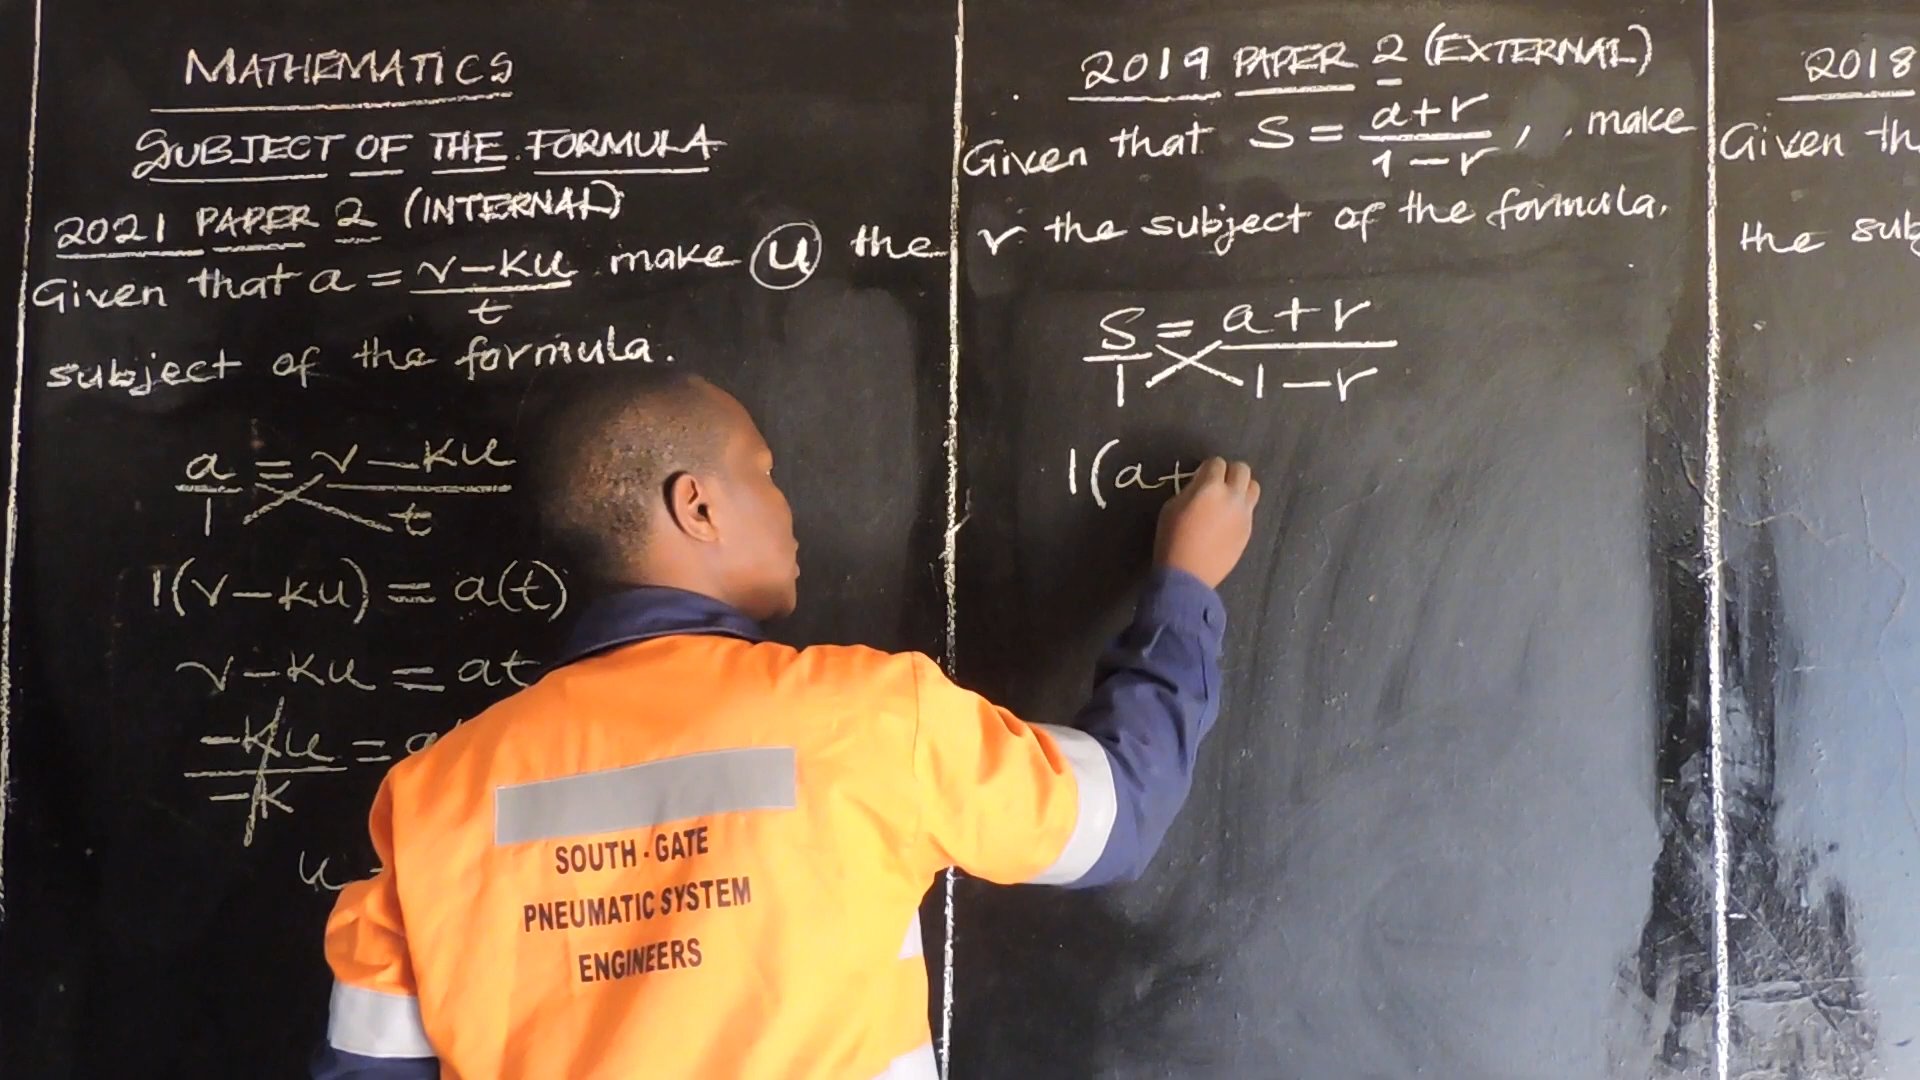 MATHEMATICS
SUBJECT OF THE FORMULA
2021 PAPER 2 (INTERNAL)
Given that a = v-ku/t make u the
subject of the formula.
a/1 = v-ku/t
1(v-ku) = a(t)
v-ku = at
-ku/-k =
u
2019 PAPER 2 (EXTERNAL)
Given that S = a+r/1-r, make
r the subject of the formula.
S/1 = a+r/1-r
1(a+
2018
Given th
the sub
SOUTH-GATE
PNEUMATIC SYSTEM
ENGINEERS